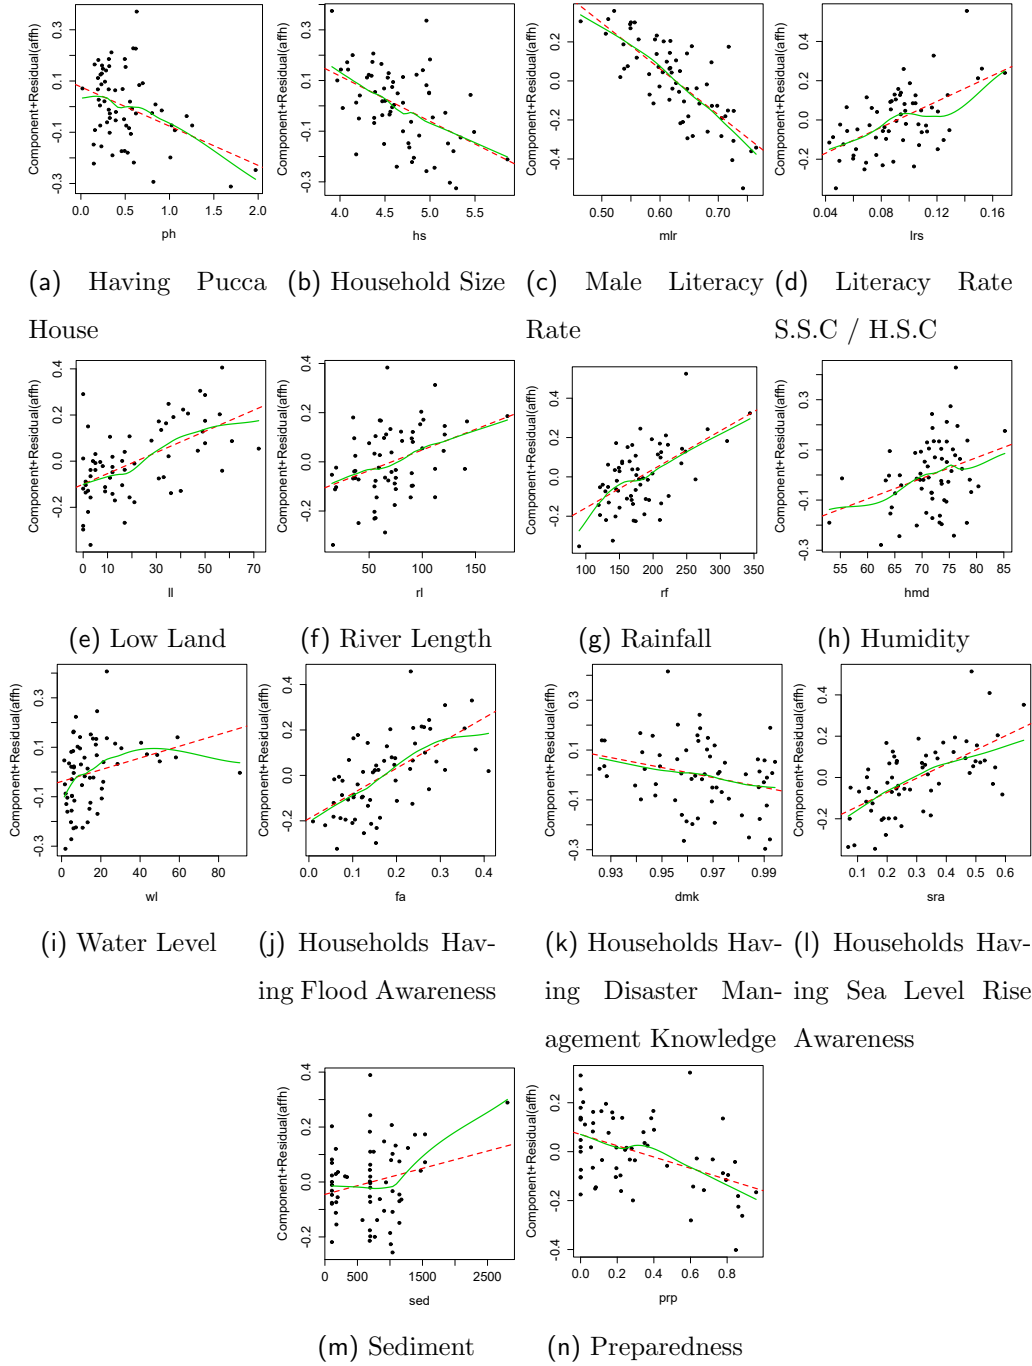 Component+Residual(affh)
-0.3 -0.1 0.1 0.3
0.0 0.5 1.0 1.5 2.0
ph
Component+Residual(affh)
-0.3 -0.1 0.1 0.3
4.0 4.5 5.0 5.5
hs
Component+Residual(affh)
-0.4 -0.2 0.0 0.2
0.50 0.60 0.70
mlr
Component+Residual(affh)
-0.2 0.0 0.2 0.4
0.04 0.08 0.12 0.16
lrs
(a) Having Pucca
House
(b) Household Size
(c) Male Literacy
Rate
(d) Literacy Rate
S.S.C / H.S.C
Component+Residual(affh)
-0.2 0.0 0.2 0.4
0 10 20 30 40 50 60 70
ll
Component+Residual(affh)
-0.2 0.0 0.2 0.4
50 100 150
rl
Component+Residual(affh)
-0.2 0.0 0.2 0.4
100 150 200 250 300 350
rf
Component+Residual(affh)
-0.3 -0.1 0.1 0.3
55 60 65 70 75 80 85
hmd
(e) Low Land
(f) River Length
(g) Rainfall
(h) Humidity
Component+Residual(affh)
-0.3 -0.1 0.1 0.3
0 20 40 60 80
wl
Component+Residual(affh)
-0.2 0.0 0.2 0.4
0.0 0.1 0.2 0.3 0.4
fa
Component+Residual(affh)
-0.3 -0.1 0.1 0.3
0.93 0.95 0.97 0.99
dmk
Component+Residual(affh)
-0.2 0.0 0.2 0.4
0.1 0.2 0.3 0.4 0.5 0.6
sra
(i) Water Level
(j) Households Hav-
ing Flood Awareness
(k) Households Hav-
ing Disaster Man-
agement Knowledge
(l) Households Hav-
ing Sea Level Rise
Awareness
Component+Residual(affh)
-0.2 0.0 0.2 0.4
0 500 1500 2500
sed
Component+Residual(affh)
-0.4 -0.2 0.0 0.2
0.0 0.2 0.4 0.6 0.8
prp
(m) Sediment
(n) Preparedness